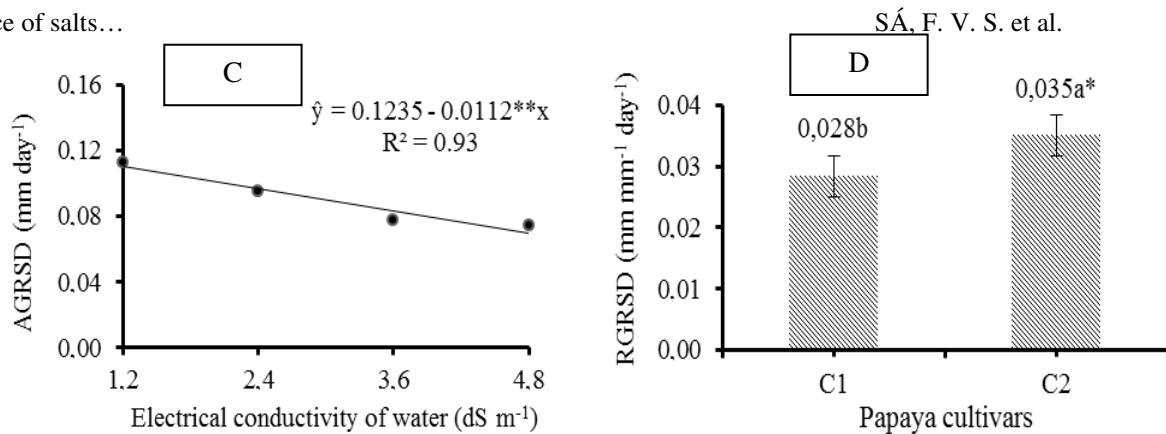 ce of salts…
SÁ, F. V. S. et al.
C
ŷ = 0.1235 - 0.0112**x
R² = 0.93
AGRSD (mm day⁻¹)
0.16
0.12
0.08
0.04
0.00
1,2 2,4 3,6 4,8
Electrical conductivity of water (dS m⁻¹)
D
0,028b
0,035a*
RGRSD (mm mm⁻¹ day⁻¹)
0,04
0,03
0,02
0,01
0,00
C1 C2
Papaya cultivars